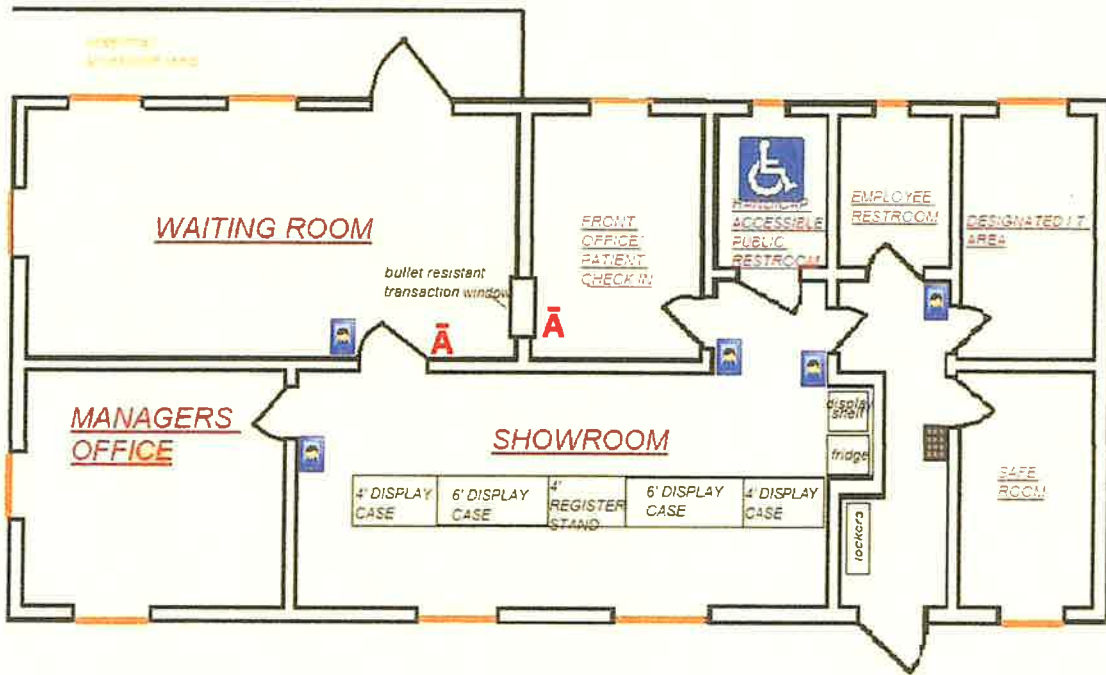 WAITING ROOM
bullet resistant
transaction window
Ā
Ā
FRONT
OFFICE/
PATIENT
CHECK IN
HANDICAP
ACCESSIBLE
PUBLIC
RESTROOM
EMPLOYEE
RESTROOM
DESIGNATED I.T.
AREA
MANAGERS
OFFICE
SHOWROOM
display
shelf
fridge
4' DISPLAY
CASE
6' DISPLAY
CASE
4'
REGISTER
STAND
6' DISPLAY
CASE
4' DISPLAY
CASE
lockers
SAFE
ROOM